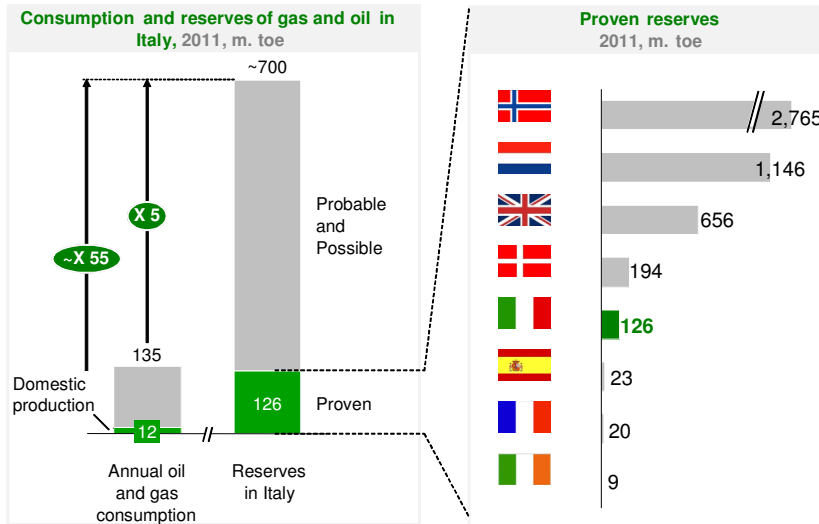 Consumption and reserves of gas and oil in
Italy, 2011, m. toe
~700
Probable
and
Possible
X 5
~X 55
135
Domestic
production
12
126
Proven
Annual oil
and gas
consumption
Reserves
in Italy
Proven reserves
2011, m. toe
2,765
1,146
656
194
126
23
20
9